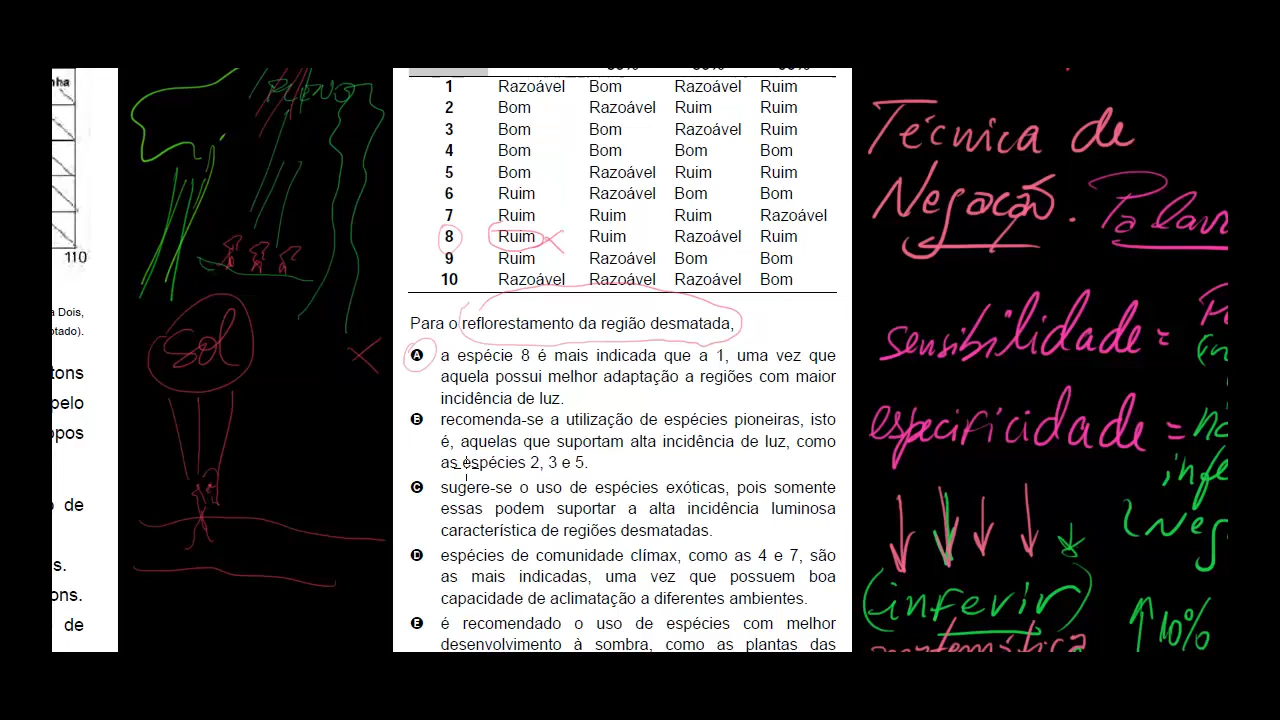 nha
110
a Dois,
otado).
tons
pelo
opos
o de
s.
ons.
de
Sol
1 Razoável Bom Razoável Ruim
2 Bom Razoável Ruim Ruim
3 Bom Bom Razoável Ruim
4 Bom Bom Bom Bom
5 Bom Razoável Ruim Ruim
6 Ruim Razoável Bom Bom
7 Ruim Ruim Ruim Razoável
8 Ruim Ruim Razoável Ruim
9 Ruim Razoável Bom Bom
10 Razoável Razoável Razoável Bom
Para o reflorestamento da região desmatada,
A a espécie 8 é mais indicada que a 1, uma vez que
aquela possui melhor adaptação a regiões com maior
incidência de luz.
B recomenda-se a utilização de espécies pioneiras, isto
é, aquelas que suportam alta incidência de luz, como
as espécies 2, 3 e 5.
C sugere-se o uso de espécies exóticas, pois somente
essas podem suportar a alta incidência luminosa
característica de regiões desmatadas.
D espécies de comunidade clímax, como as 4 e 7, são
as mais indicadas, uma vez que possuem boa
capacidade de aclimatação a diferentes ambientes.
E é recomendado o uso de espécies com melhor
desenvolvimento à sombra, como as plantas das
Técnica de
Negação. Palav
sensibilidade =
especificidade = nã
infe
(Neg
(inferir)
↑10%